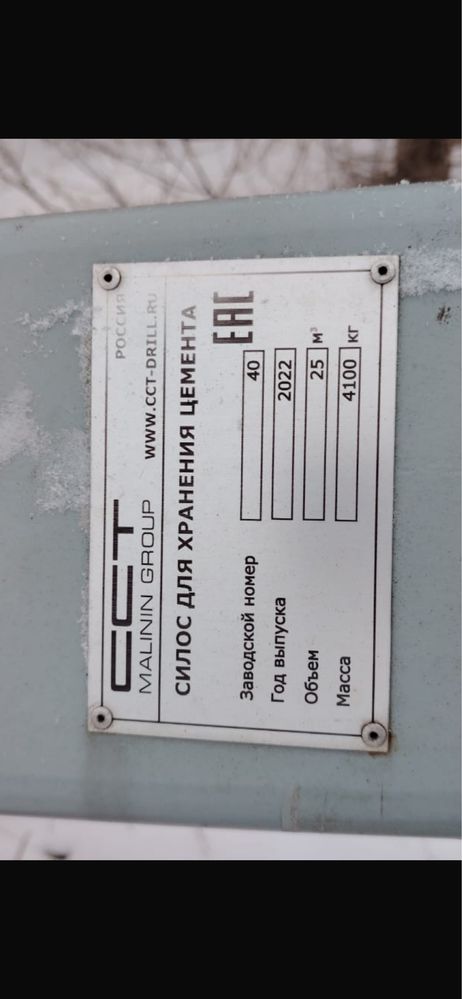 CCT
MALININ GROUP
РОССИЯ
WWW.CCT-DRILL.RU
СИЛОС ДЛЯ ХРАНЕНИЯ ЦЕМЕНТА
EAC
Заводской номер 40
Год выпуска 2022
Объем 25 м³
Масса 4100 кг